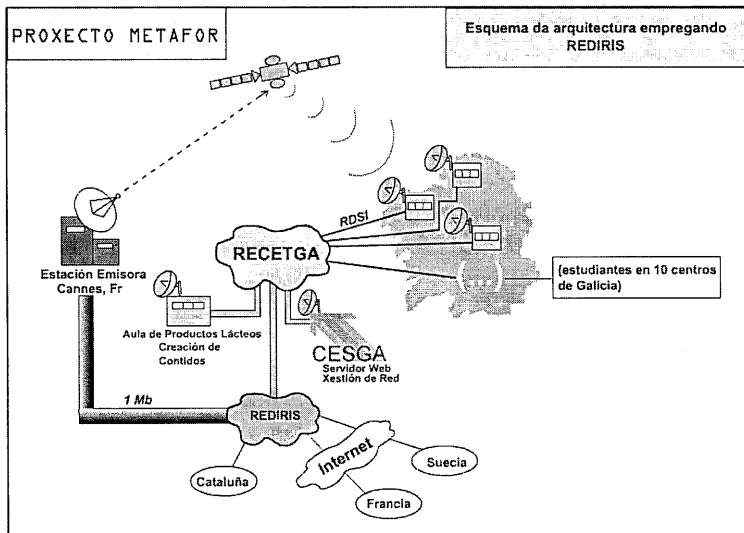 PROXECTO METAFOR
Esquema da arquitectura empregando
REDIRIS
RDSI
RECETGA
Estación Emisora
Cannes, Fr
(estudiantes en 10 centros
de Galicia)
Aula de Productos Lácteos
Creación de
Contidos
CESGA
Servidor Web
Xestión de Red
1 Mb
REDIRIS
Internet
Suecia
Cataluña
Francia